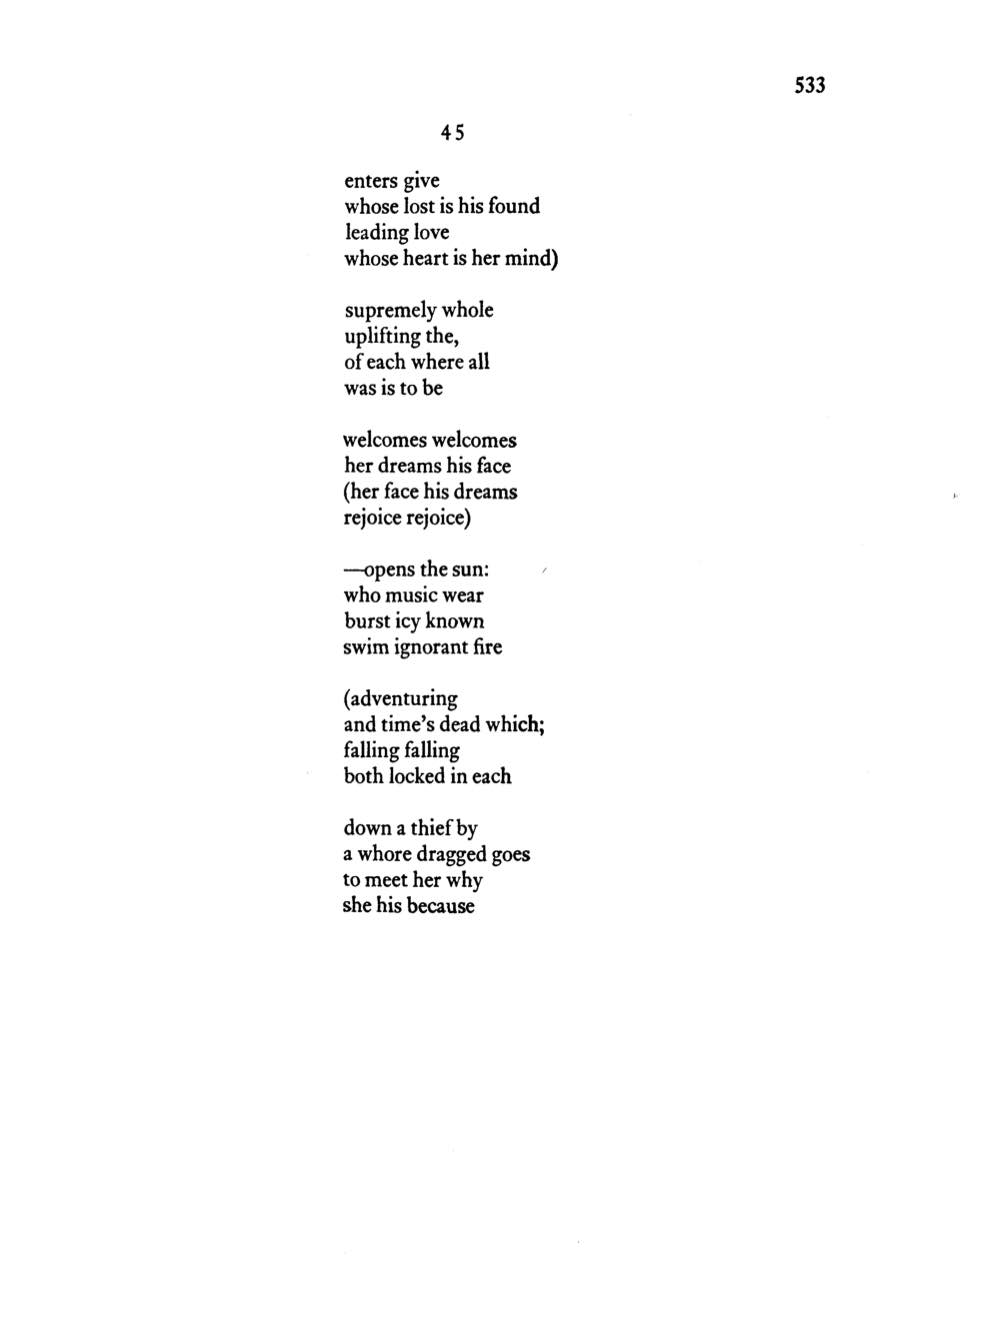 533
45
enters give
whose lost is his found
leading love
whose heart is her mind)
supremely whole
uplifting the,
of each where all
was is to be
welcomes welcomes
her dreams his face
(her face his dreams
rejoice rejoice)
—opens the sun:
who music wear
burst icy known
swim ignorant fire
(adventuring
and time’s dead which;
falling falling
both locked in each
down a thief by
a whore dragged goes
to meet her why
she his because